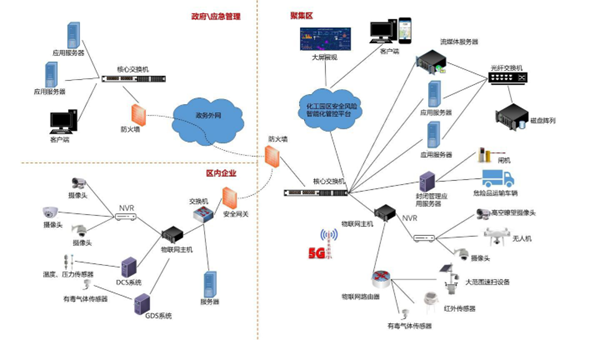 政府\应急管理
应用服务器
应用服务器
核心交换机
客户端
防火墙
政务外网
聚集区
大屏展现
客户端
流媒体服务器
光纤交换机
化工园区安全风险
智能化管控平台
应用服务器
磁盘阵列
应用服务器
防火墙
核心交换机
闸机
封闭管理应
用服务器
危险品运输车辆
物联网主机
NVR
高空瞭望摄像头
无人机
摄像头
5G
物联网路由器
大范围速扫设备
红外传感器
有毒气体传感器
区内企业
摄像头
NVR
摄像头
摄像头
交换机
安全网关
物联网主机
温度、压力传感器
DCS系统
有毒气体传感器
GDS系统
服务器